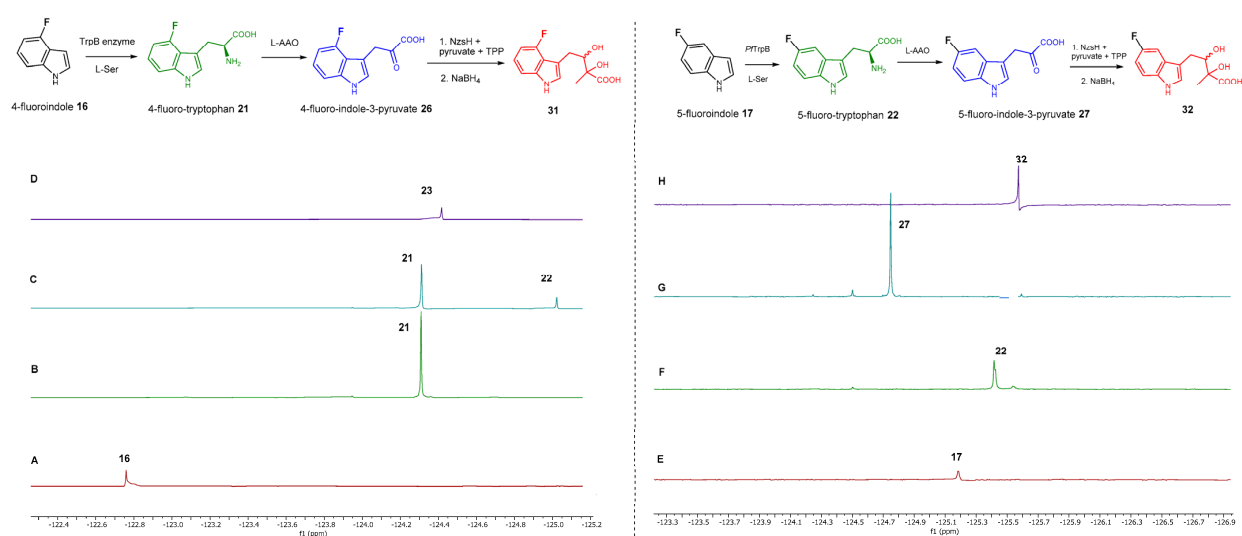 F
N
H
4-fluoroindole 16
TrpB enzyme
L-Ser
F
COOH
NH2
N
H
4-fluoro-tryptophan 21
L-AAO
F
COOH
O
N
H
4-fluoro-indole-3-pyruvate 26
1. NzsH +
pyruvate + TPP
2. NaBH4
F
OH
OH
COOH
N
H
31
F
N
H
5-fluoroindole 17
PfTrpB
L-Ser
F
COOH
NH2
N
H
5-fluoro-tryptophan 22
L-AAO
F
COOH
O
N
H
5-fluoro-indole-3-pyruvate 27
1. NzsH +
pyruvate + TPP
2. NaBH4
F
OH
OH
COOH
N
H
32
D
23
C
21
22
B
21
A
16
-122.4 -122.8 -123.0 -123.2 -123.4 -123.6 -123.8 -124.0 -124.2 -124.4 -124.6 -124.8 -125.0 -125.2
f1 (ppm)
H
32
27
G
F
22
E
17
-123.3 -123.5 -123.7 -123.9 -124.1 -124.3 -124.5 -124.7 -124.9 -125.1 -125.3 -125.5 -125.7 -125.9 -126.1 -126.3 -126.5 -126.7 -126.9
f1 (ppm)